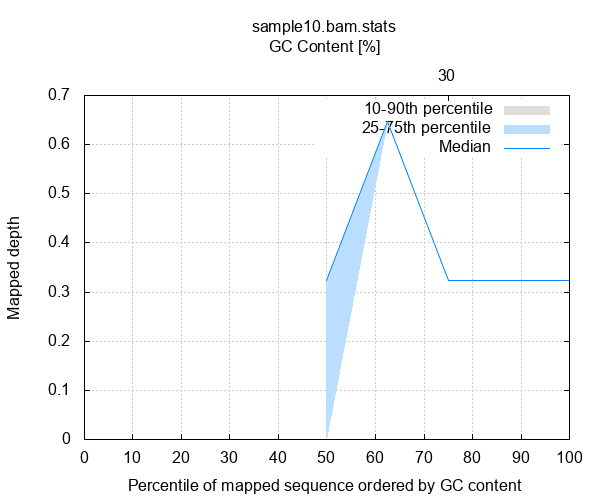 sample10.bam.stats
GC Content [%]
30
10-90th percentile
25-75th percentile
Median
0.7
0.6
0.5
0.4
0.3
0.2
0.1
0
Mapped depth
0 10 20 30 40 50 60 70 80 90 100
Percentile of mapped sequence ordered by GC content